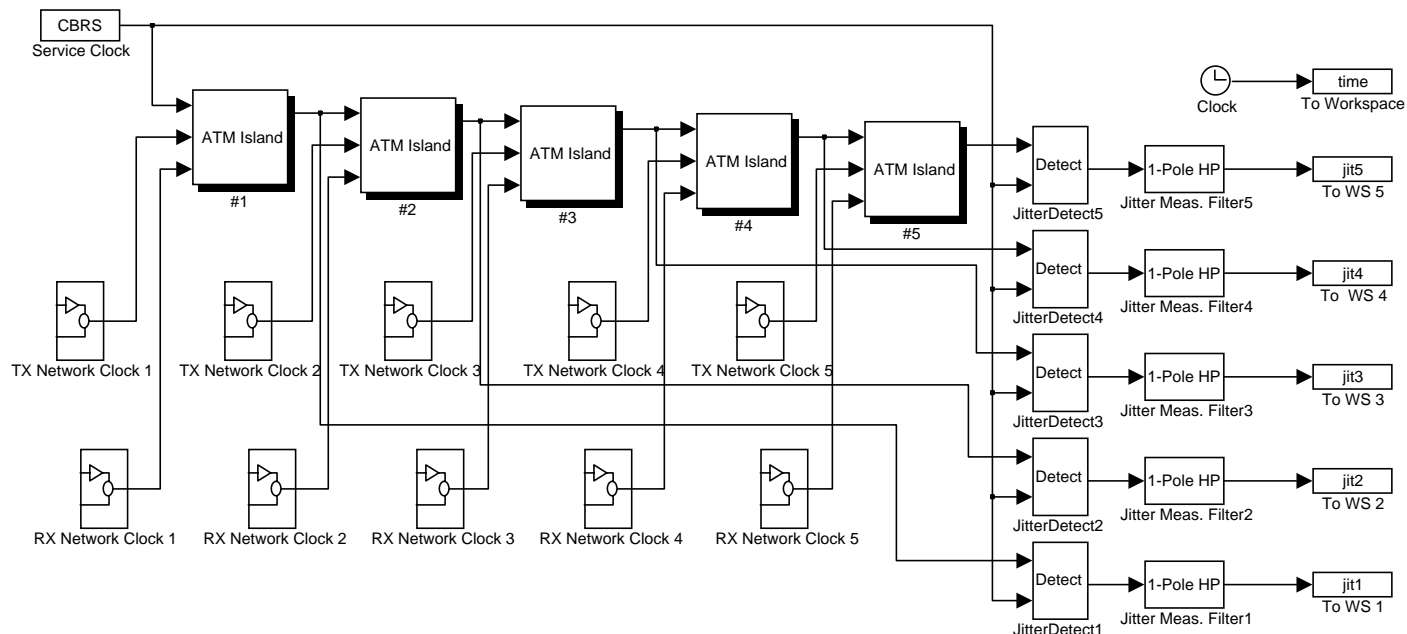 CBRS
Service Clock
ATM Island
#1
ATM Island
#2
ATM Island
#3
ATM Island
#4
ATM Island
#5
Clock
time
To Workspace
Detect
JitterDetect5
1-Pole HP
Jitter Meas. Filter5
jit5
To WS 5
Detect
JitterDetect4
1-Pole HP
Jitter Meas. Filter4
jit4
To  WS 4
Detect
JitterDetect3
1-Pole HP
Jitter Meas. Filter3
jit3
To WS 3
Detect
JitterDetect2
1-Pole HP
Jitter Meas. Filter2
jit2
To WS 2
Detect
JitterDetect1
1-Pole HP
Jitter Meas. Filter1
jit1
To WS 1
TX Network Clock 1
TX Network Clock 2
TX Network Clock 3
TX Network Clock 4
TX Network Clock 5
RX Network Clock 1
RX Network Clock 2
RX Network Clock 3
RX Network Clock 4
RX Network Clock 5